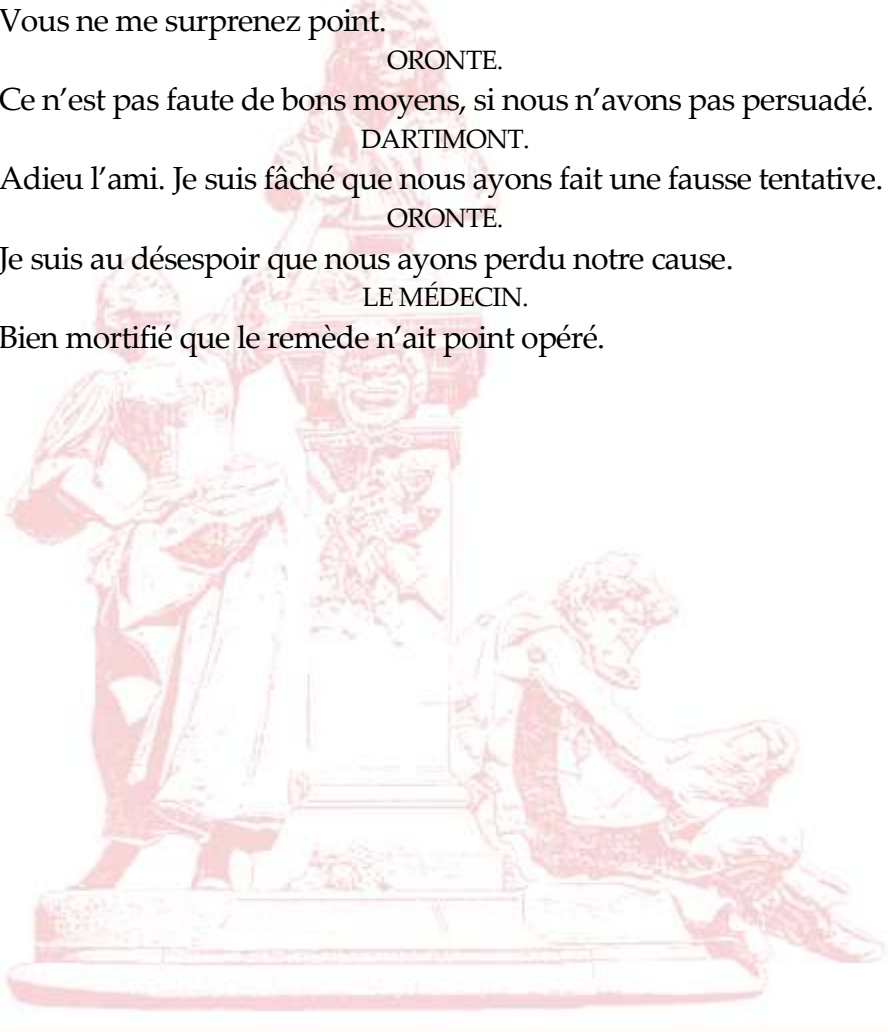 Vous ne me surprenez point.
ORONTE.
Ce n’est pas faute de bons moyens, si nous n’avons pas persuadé.
DARTIMONT.
Adieu l’ami. Je suis fâché que nous ayons fait une fausse tentative.
ORONTE.
Je suis au désespoir que nous ayons perdu notre cause.
LE MÉDECIN.
Bien mortifié que le remède n’ait point opéré.